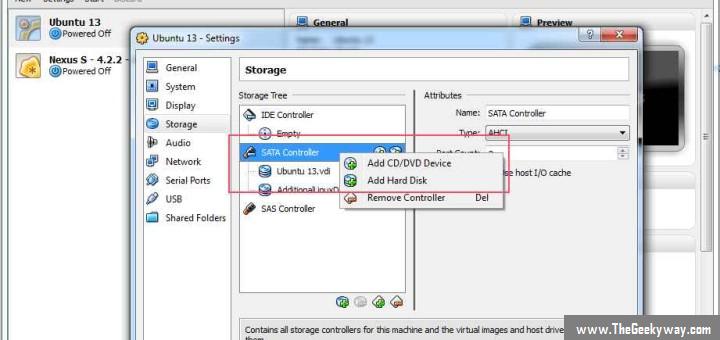 New Settings Start Discard
Ubuntu 13
Powered Off
Nexus S - 4.2.2 -
Powered Off
General
Preview
Ubuntu 13 - Settings
General
System
Display
Storage
Audio
Network
Serial Ports
USB
Shared Folders
Storage
Storage Tree
IDE Controller
Empty
SATA Controller
Ubuntu 13.vdi
AdditionalLinuxD
SAS Controller
Attributes
Name: SATA Controller
Type: AHCI
Port Count:
use host I/O cache
Add CD/DVD Device
Add Hard Disk
Remove Controller Del
Contains all storage controllers for this machine and the virtual images and host drive
them.
www.TheGeekyway.com